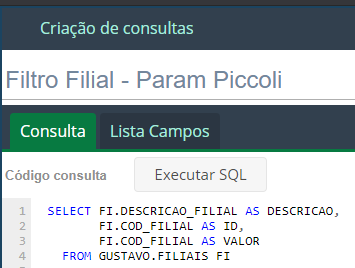 Criação de consultas
Filtro Filial - Param Piccoli
Consulta Lista Campos
Código consulta Executar SQL
1 SELECT FI.DESCRICAO_FILIAL AS DESCRICAO,
2 FI.COD_FILIAL AS ID,
3 FI.COD_FILIAL AS VALOR
4 FROM GUSTAVO.FILIAIS FI